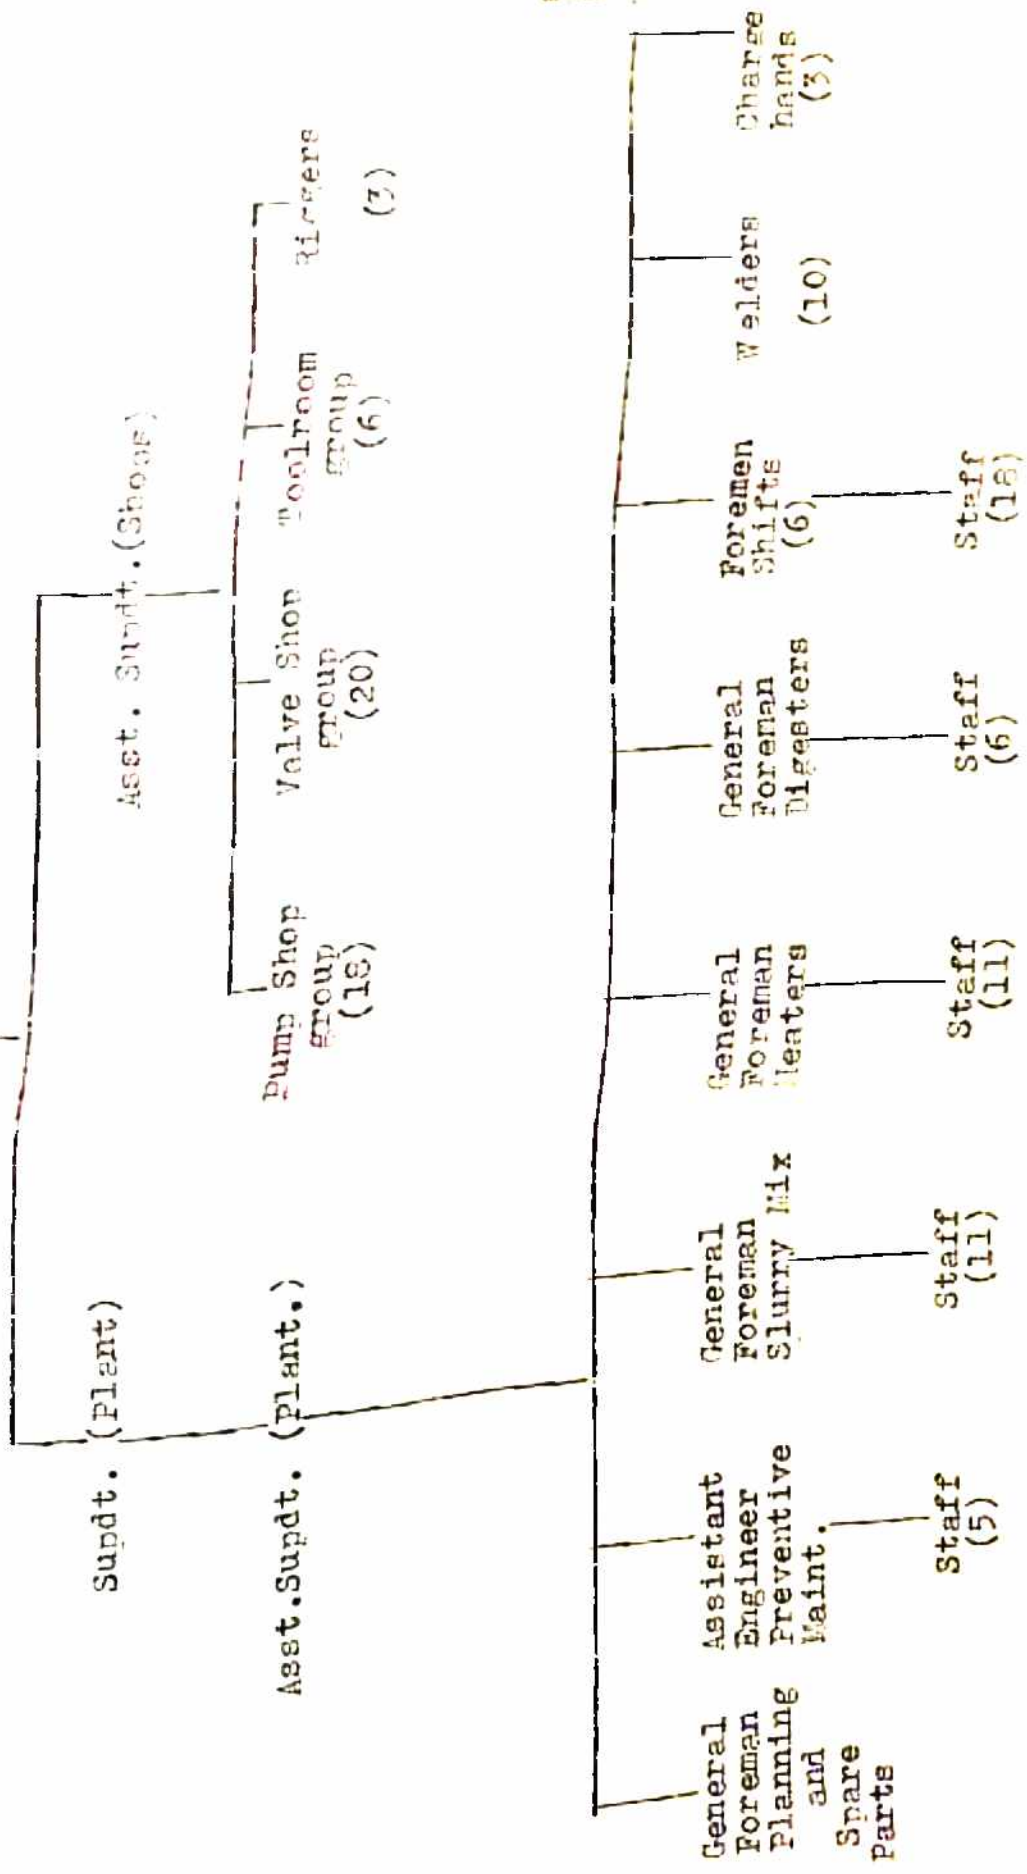 Supdt. (Plant)
Asst. Supdt. (Shops)
Asst.Supdt. (Plant.)
Pump Shop
group
(18)
Valve Shop
group
(20)
Toolroom
group
(6)
Riggers
(3)
General
Foreman
Planning
and
Spare
Parts
Assistant
Engineer
Preventive
Maint.
Staff
(5)
General
Foreman
Slurry Mix
Staff
(11)
General
Foreman
Heaters
Staff
(11)
General
Foreman
Digesters
Staff
(6)
Foremen
Shifts
(6)
Staff
(18)
Welders
(10)
Charge
hands
(3)